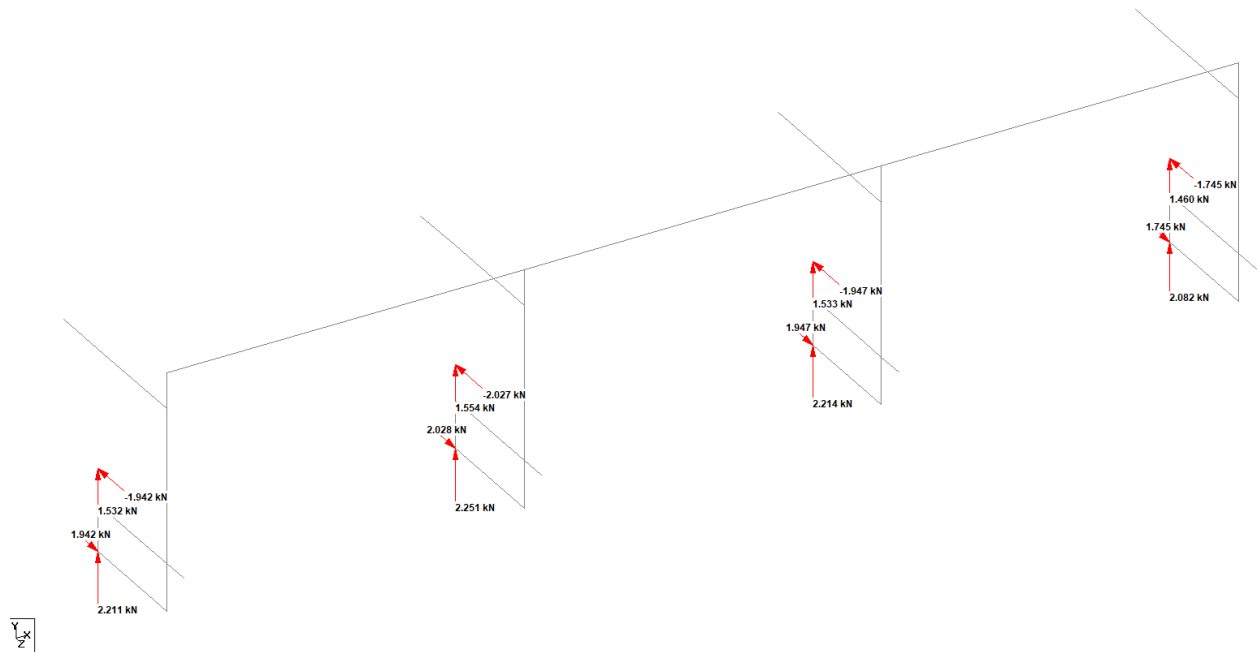 -1.745 kN
1.460 kN
1.745 kN
2.082 kN
-1.947 kN
1.533 kN
1.947 kN
2.214 kN
-2.027 kN
1.554 kN
2.028 kN
2.251 kN
-1.942 kN
1.532 kN
1.942 kN
2.211 kN
Y
X
Z